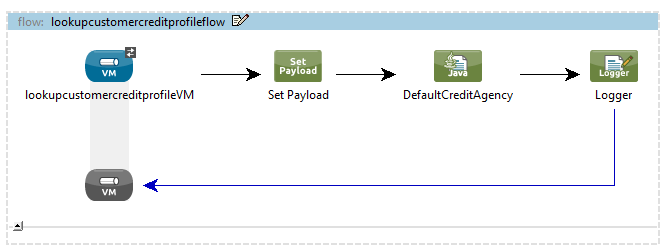 flow: lookupcustomercreditprofileflow
VM
Set
Payload
Java
Logger
lookupcustomercreditprofileVM
Set Payload
DefaultCreditAgency
Logger
VM